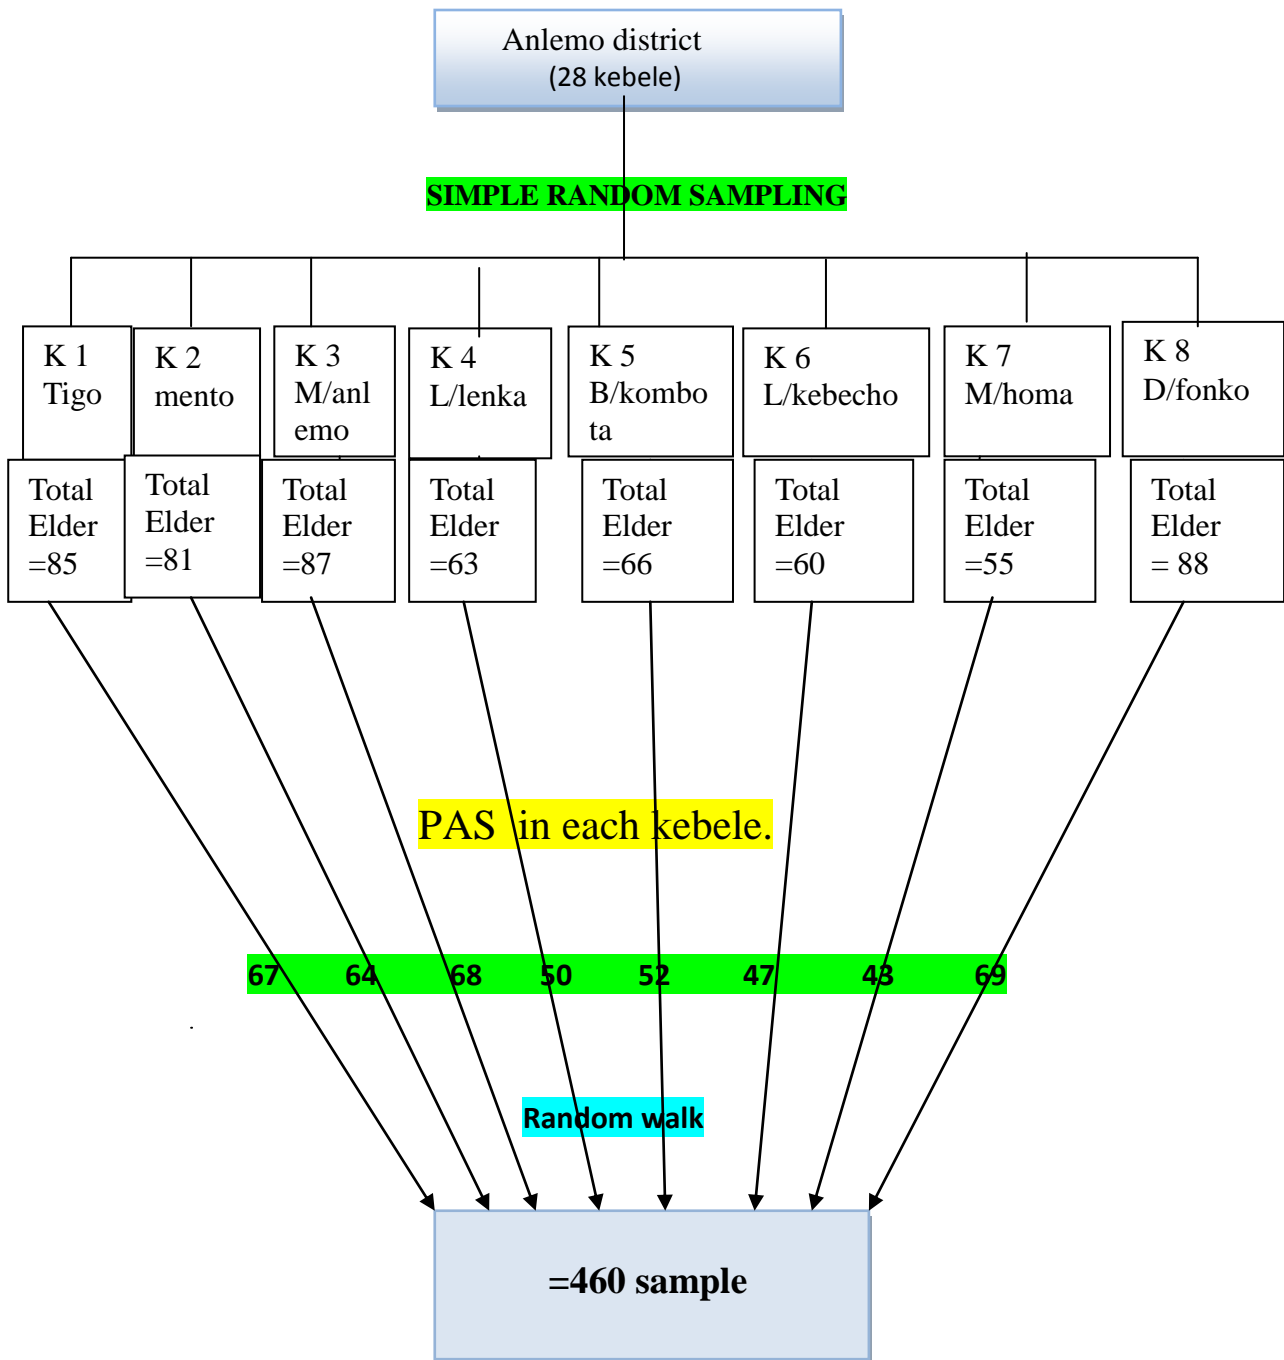 Anlemo district
(28 kebele)
SIMPLE RANDOM SAMPLING
K 1
Tigo
K 2
mento
K 3
M/anl
emo
K 4
L/lenka
K 5
B/kombo
ta
K 6
L/kebecho
K 7
M/homa
K 8
D/fonko
Total
Elder
=85
Total
Elder
=81
Total
Elder
=87
Total
Elder
=63
Total
Elder
=66
Total
Elder
=60
Total
Elder
=55
Total
Elder
= 88
PAS in each kebele.
67 64 68 50 52 47 43 69
.
Random walk
=460 sample